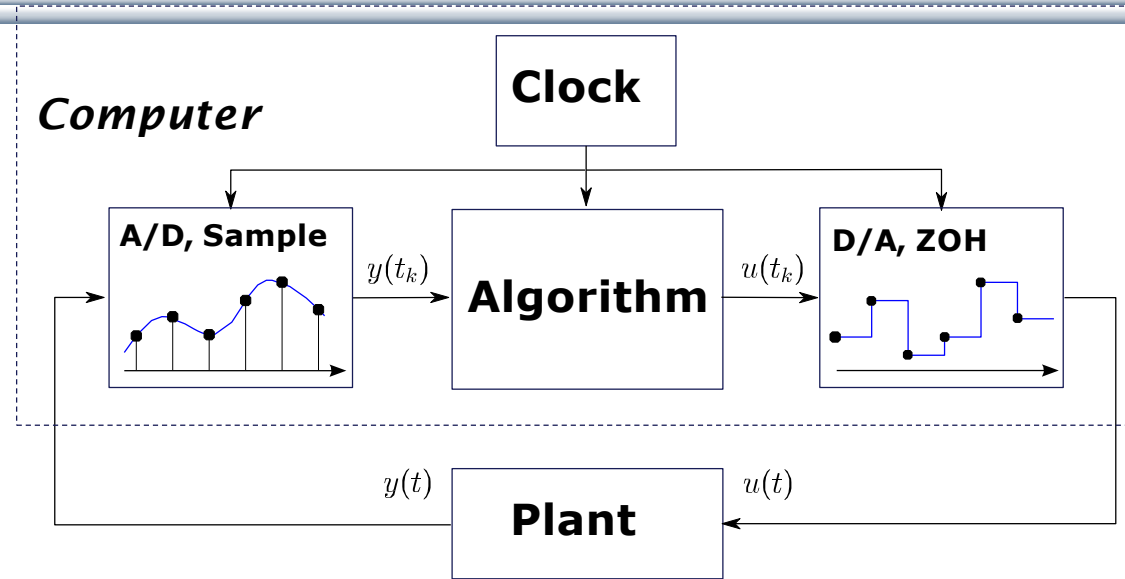 Clock
Computer
A/D, Sample
D/A, ZOH
y(t_k)
u(t_k)
Algorithm
y(t)
u(t)
Plant